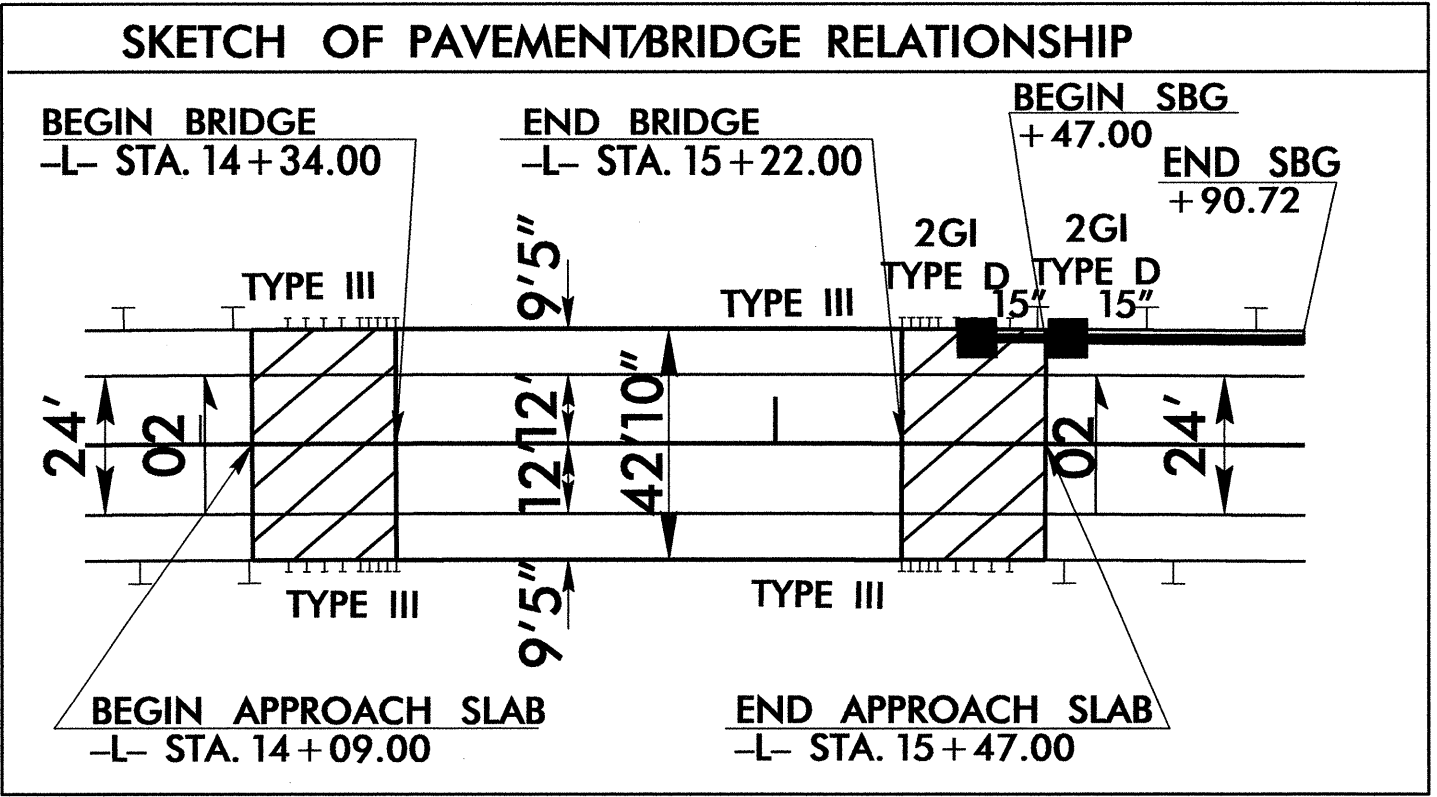 SKETCH OF PAVEMENT/BRIDGE RELATIONSHIP
BEGIN BRIDGE
-L- STA. 14+34.00
END BRIDGE
-L- STA. 15+22.00
BEGIN SBG
+47.00
END SBG
+90.72
TYPE III
9'5"
TYPE III
2GI
TYPE D
15"
2GI
TYPE D
15"
24'
02
12'
12'
42'10"
02
24'
TYPE III
9'5"
TYPE III
BEGIN APPROACH SLAB
-L- STA. 14+09.00
END APPROACH SLAB
-L- STA. 15+47.00